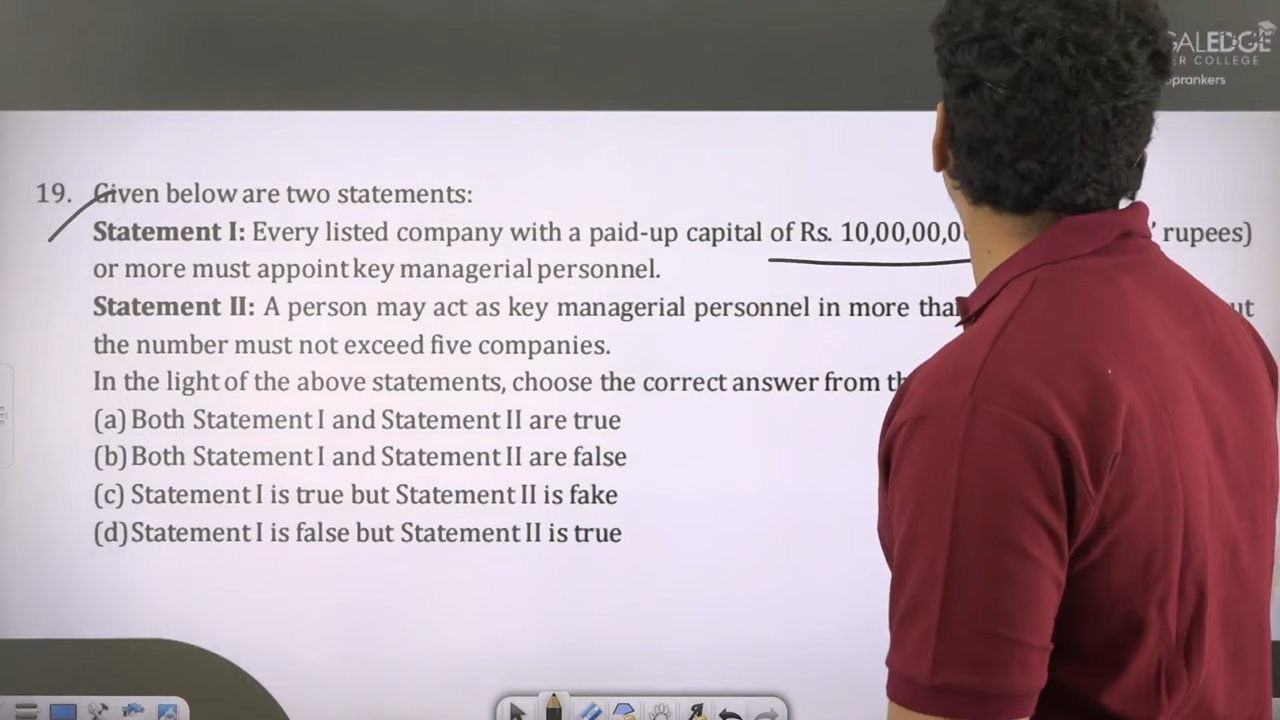 GALEDGE
ER COLLEGE
prankers
19. Given below are two statements:
Statement I: Every listed company with a paid-up capital of Rs. 10,00,00,0 rupees)
or more must appoint key managerial personnel.
Statement II: A person may act as key managerial personnel in more tha ut
the number must not exceed five companies.
In the light of the above statements, choose the correct answer from th
(a) Both Statement I and Statement II are true
(b) Both Statement I and Statement II are false
(c) Statement I is true but Statement II is fake
(d) Statement I is false but Statement II is true